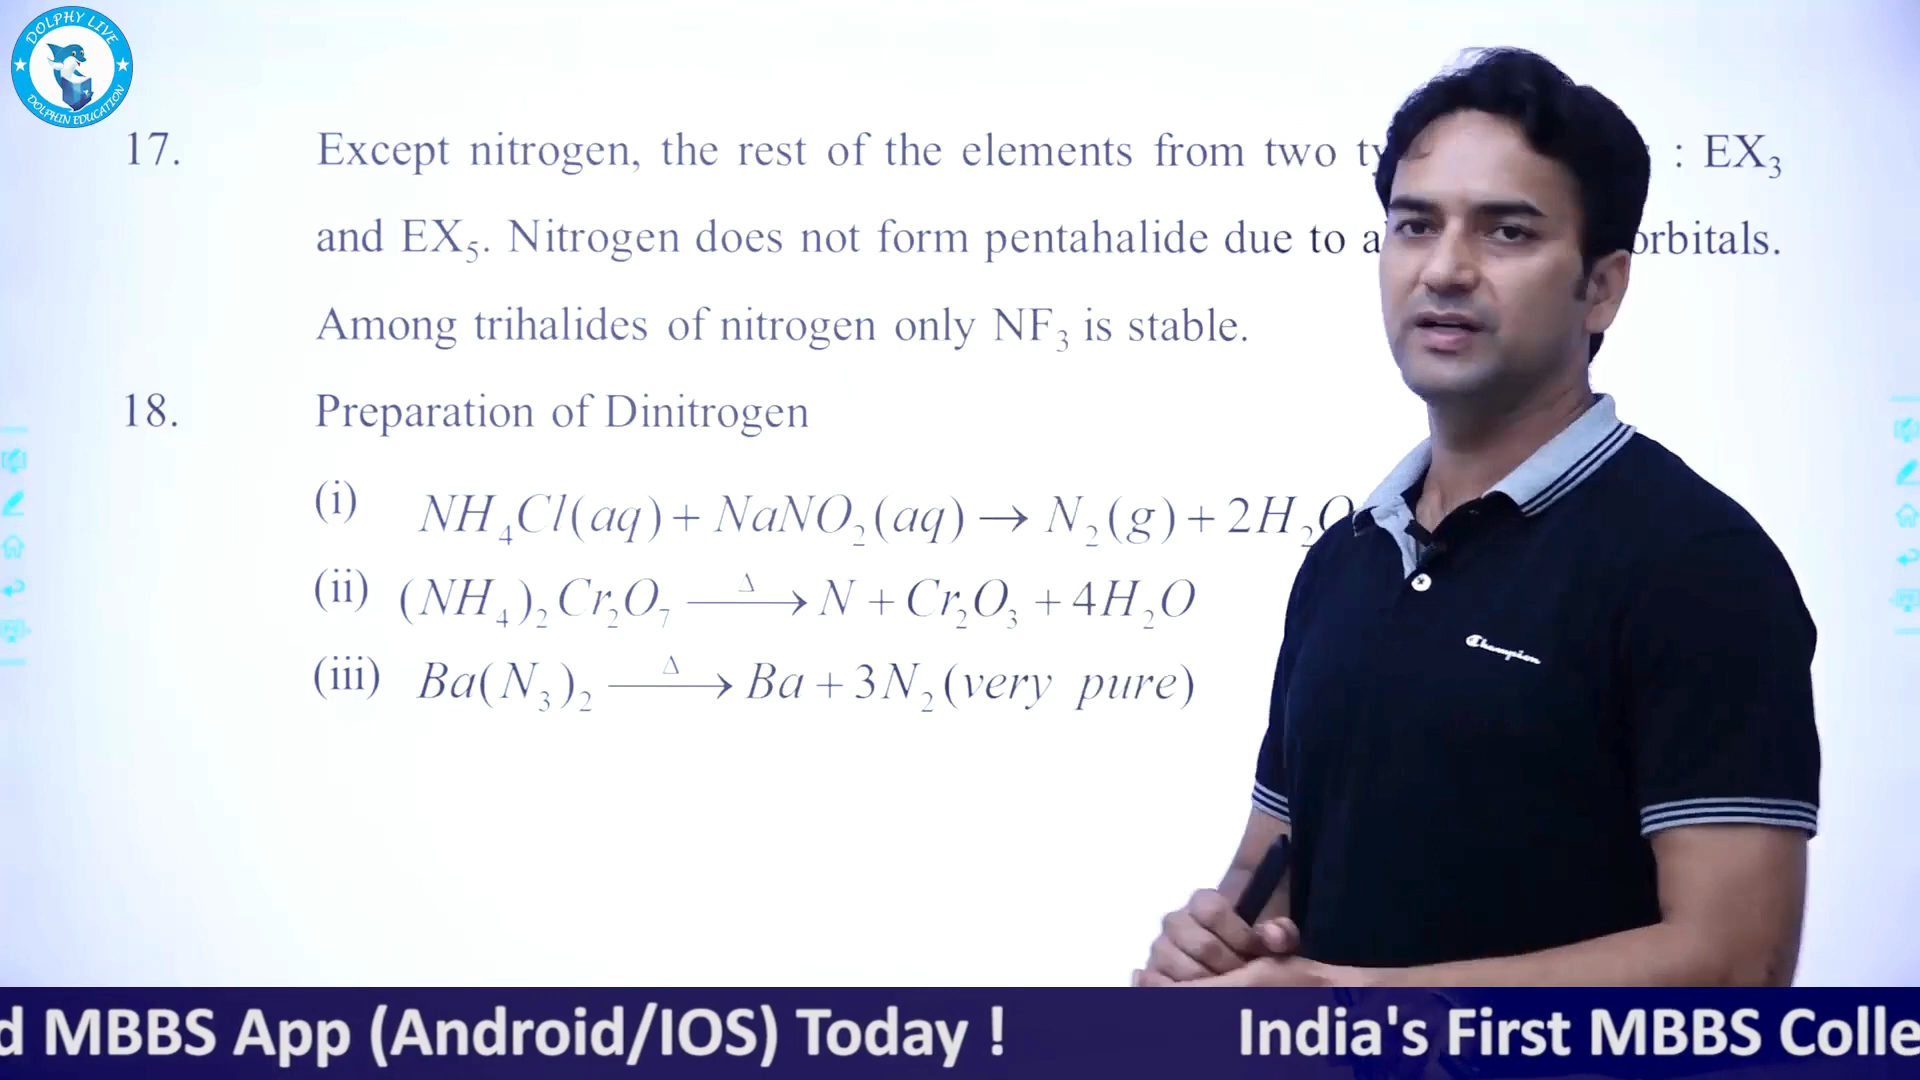 DOLPHY LIVE
DOLPHIN EDUCATION
17. Except nitrogen, the rest of the elements from two : EX₃
and EX₅. Nitrogen does not form pentahalide due to orbitals.
Among trihalides of nitrogen only NF₃ is stable.
18. Preparation of Dinitrogen
(i) NH₄Cl(aq) + NaNO₂(aq) → N₂(g) + 2H₂O
(ii) (NH₄)₂Cr₂O₇ —Δ→ N + Cr₂O₃ + 4H₂O
(iii) Ba(N₃)₂ —Δ→ Ba + 3N₂(very pure)
Champion
d MBBS App (Android/IOS) Today ! India's First MBBS Colle